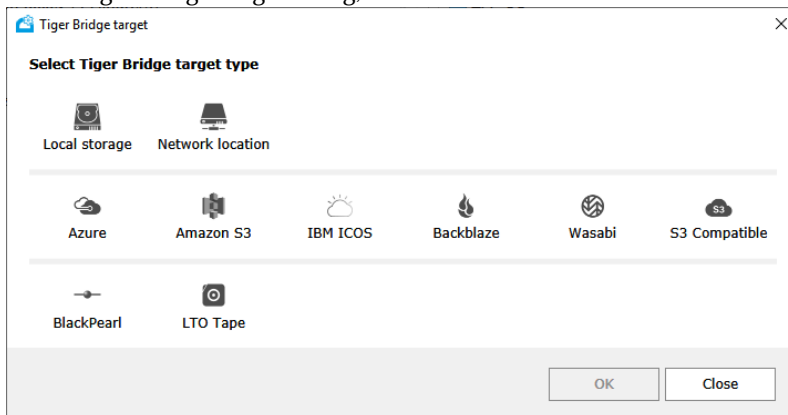 Tiger Bridge target
Select Tiger Bridge target type
Local storage Network location
Azure Amazon S3 IBM ICOS Backblaze Wasabi S3 Compatible
BlackPearl LTO Tape
OK Close